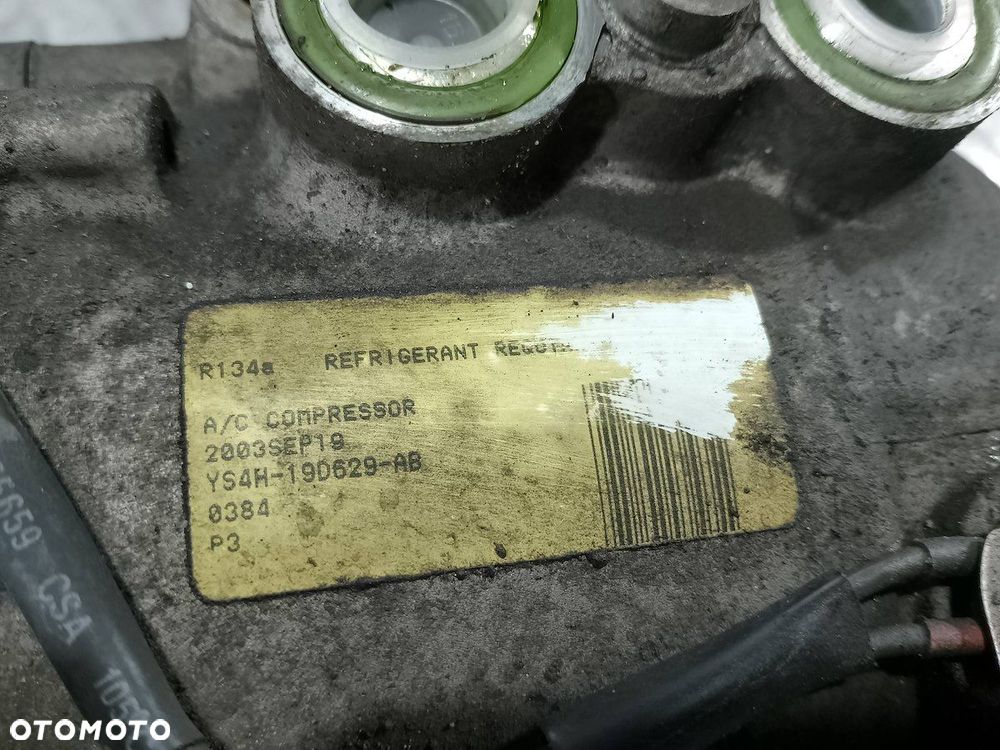 R134a REFRIGERANT
A/C COMPRESSOR
2003SEP19
YS4H-19D629-AB
0384
P3
CSA
OTOMOTO